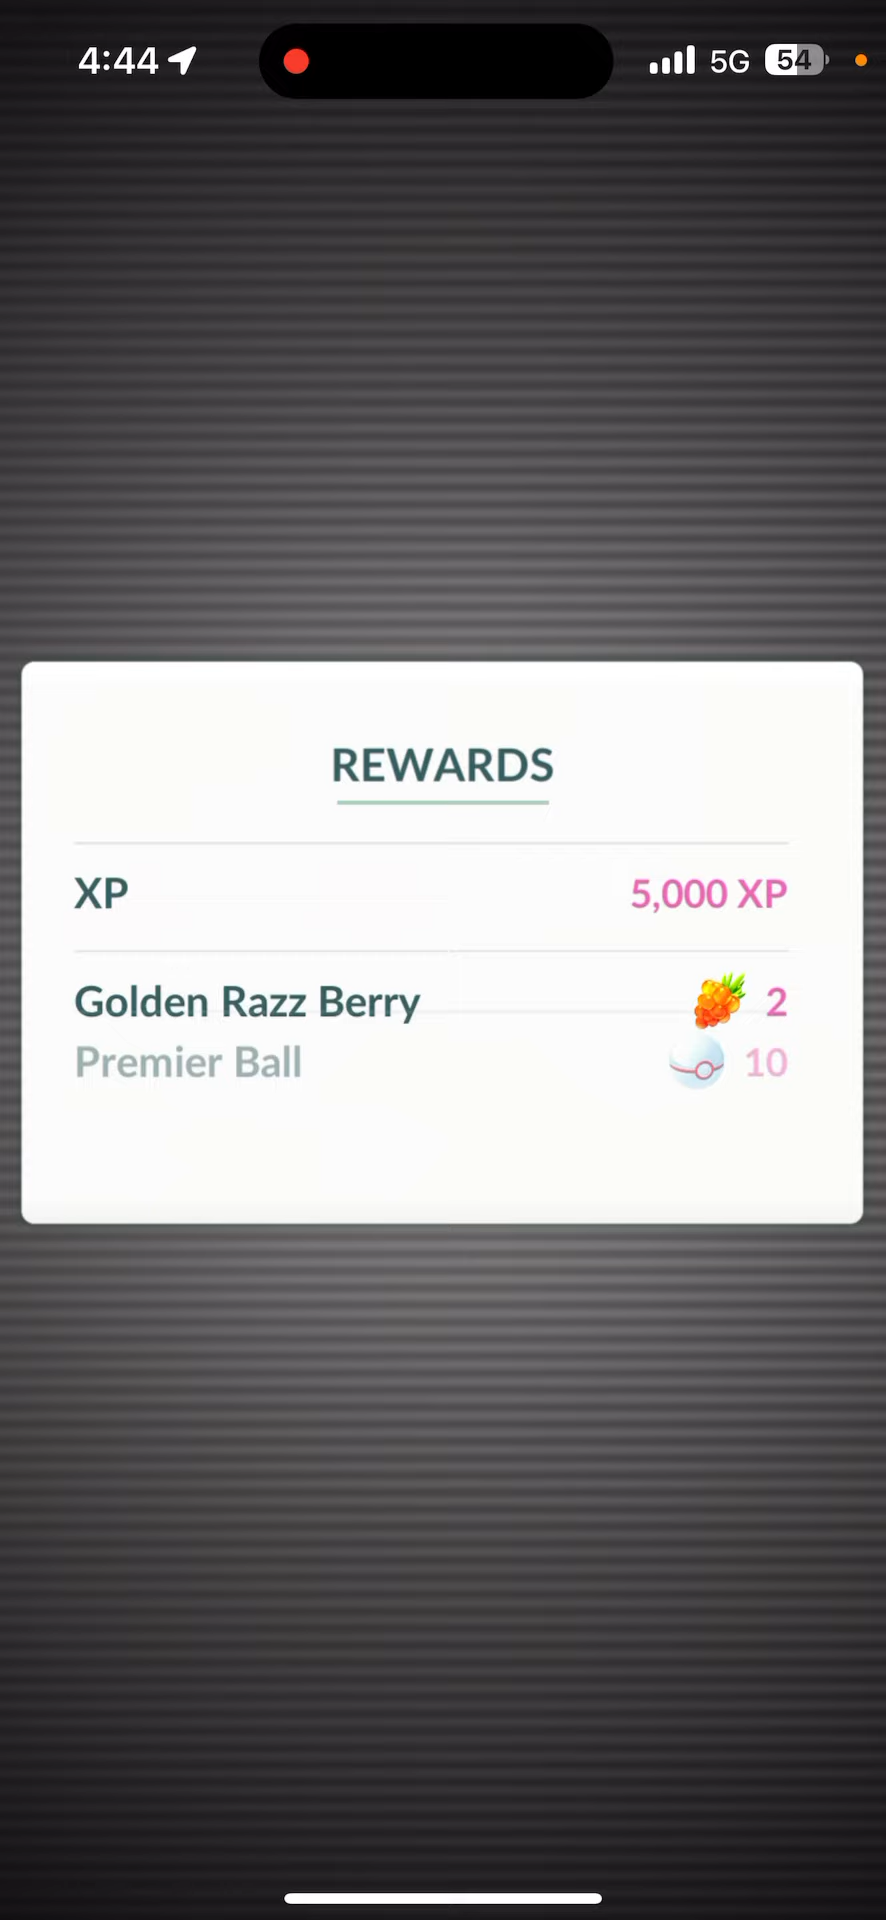 4:44 5G 54
REWARDS
XP 5,000 XP
Golden Razz Berry 2
Premier Ball 10